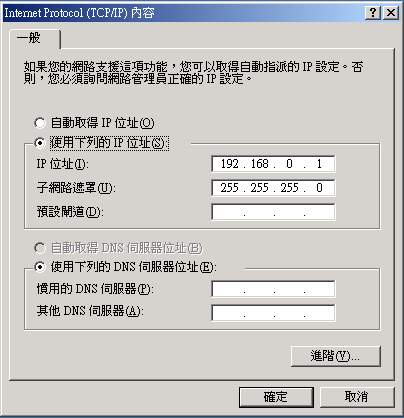 Internet Protocol (TCP/IP) 內容
一般
如果您的網路支援這項功能，您可以取得自動指派的 IP 設定。否
則，您必須詢問網路管理員正確的 IP 設定。
自動取得 IP 位址(O)
使用下列的 IP 位址(S):
IP 位址(I): 192 . 168 . 0 . 1
子網路遮罩(U): 255 . 255 . 255 . 0
預設閘道(D): . . .
自動取得 DNS 伺服器位址(B)
使用下列的 DNS 伺服器位址(E):
慣用的 DNS 伺服器(P): . . .
其他 DNS 伺服器(A): . . .
進階(V)...
確定 取消